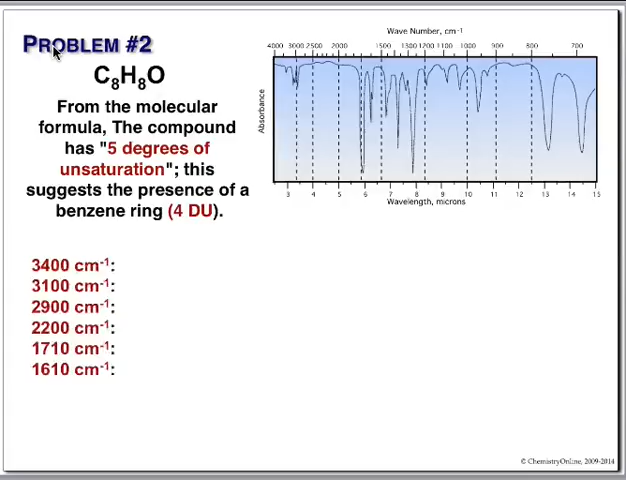 PROBLEM #2
C₈H₈O
From the molecular
formula, The compound
has "5 degrees of
unsaturation"; this
suggests the presence of a
benzene ring (4 DU).
3400 cm⁻¹:
3100 cm⁻¹:
2900 cm⁻¹:
2200 cm⁻¹:
1710 cm⁻¹:
1610 cm⁻¹:
Wave Number, cm⁻¹
4000 3000 2500 2000 1500 1300 1200 1100 1000 900 800 700
Absorbance
3 4 5 6 7 8 9 10 11 12 13 14 15
Wavelength, microns
© ChemistryOnline, 2009-2014